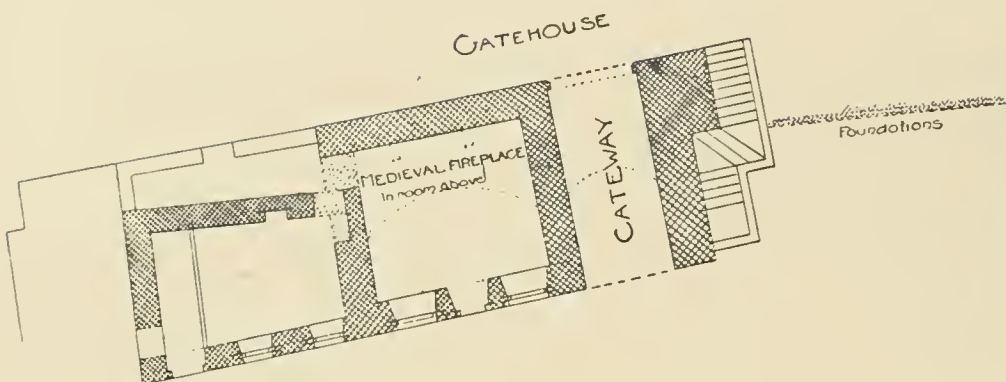 GATEHOUSE
Foundations
MEDIEVAL FIREPLACE
In room Above
GATEWAY